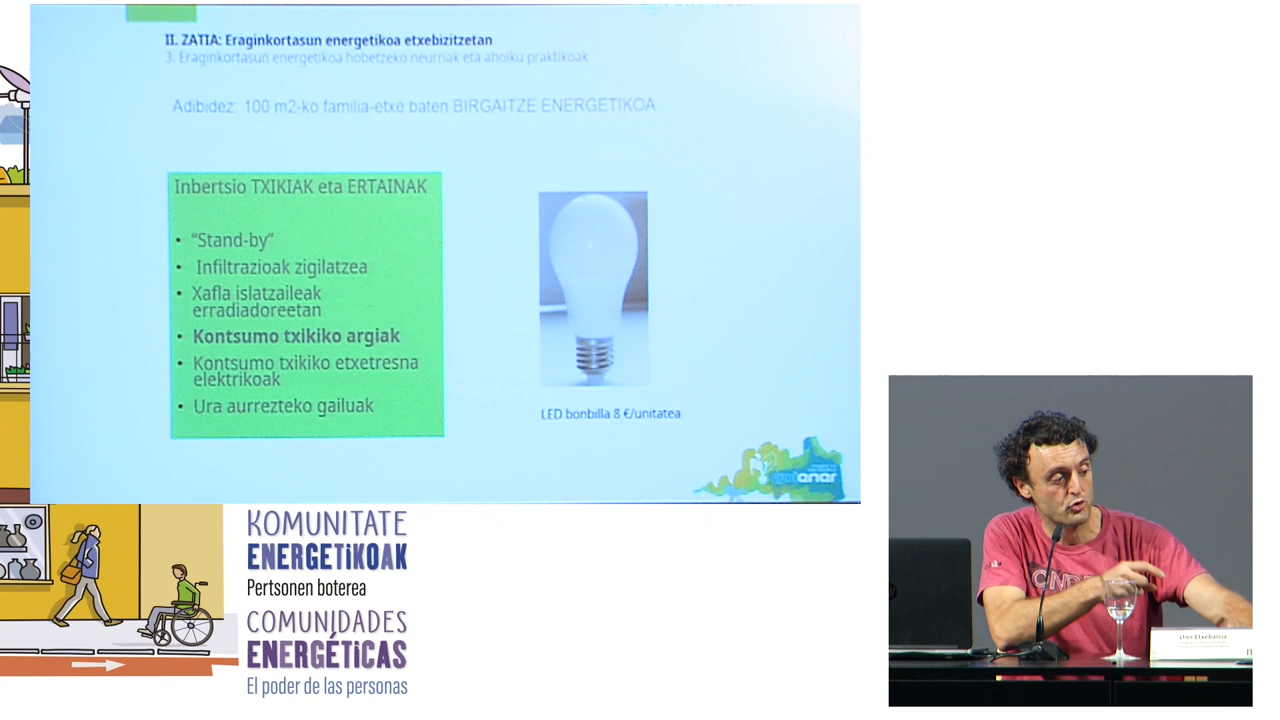 II. ZATIA: Eraginkortasun energetikoa etxebizitzetan
3. Eraginkortasun energetikoa hobetzeko neurriak eta aholku praktikoak
Adibidez: 100 m2-ko familia-etxe baten BIRGAITZE ENERGETIKOA
Inbertsio TXIKIAK eta ERTAINAK
• “Stand-by”
• Infiltrazioak zigilatzea
• Xafla islatzaileak
erradiadoreetan
• Kontsumo txikiko argiak
• Kontsumo txikiko etxetresna
elektrikoak
• Ura aurrezteko gailuak
LED bonbilla 8 €/unitatea
KOMUNITATE
ENERGETiKOAK
Pertsonen boterea
COMUNIDADES
ENERGÉTiCAS
El poder de las personas
Oier Etxebarria